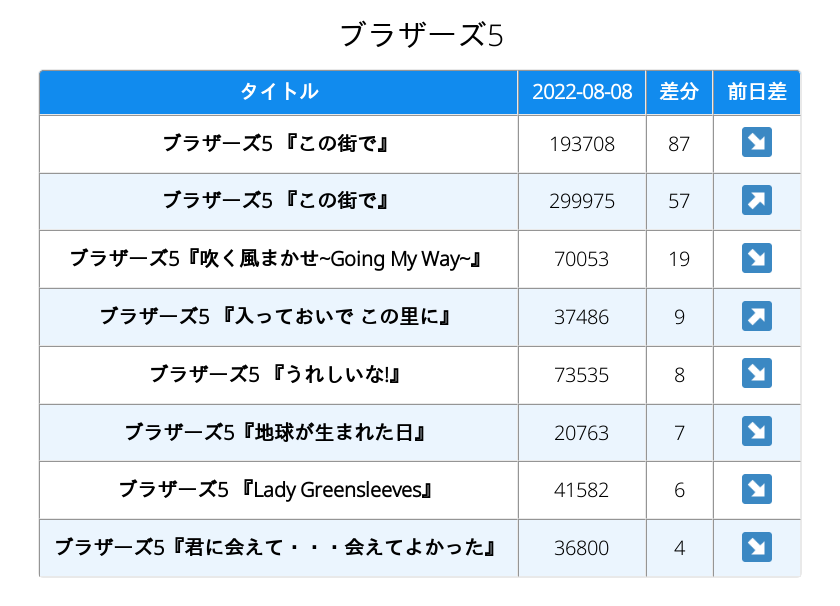 ブラザーズ5
タイトル 2022-08-08 差分 前日差
ブラザーズ5 『この街で』 193708 87 ↘
ブラザーズ5 『この街で』 299975 57 ↗
ブラザーズ5『吹く風まかせ~Going My Way~』 70053 19 ↘
ブラザーズ5 『入っておいで この里に』 37486 9 ↗
ブラザーズ5 『うれしいな!』 73535 8 ↘
ブラザーズ5『地球が生まれた日』 20763 7 ↘
ブラザーズ5 『Lady Greensleeves』 41582 6 ↘
ブラザーズ5『君に会えて・・・会えてよかった』 36800 4 ↘